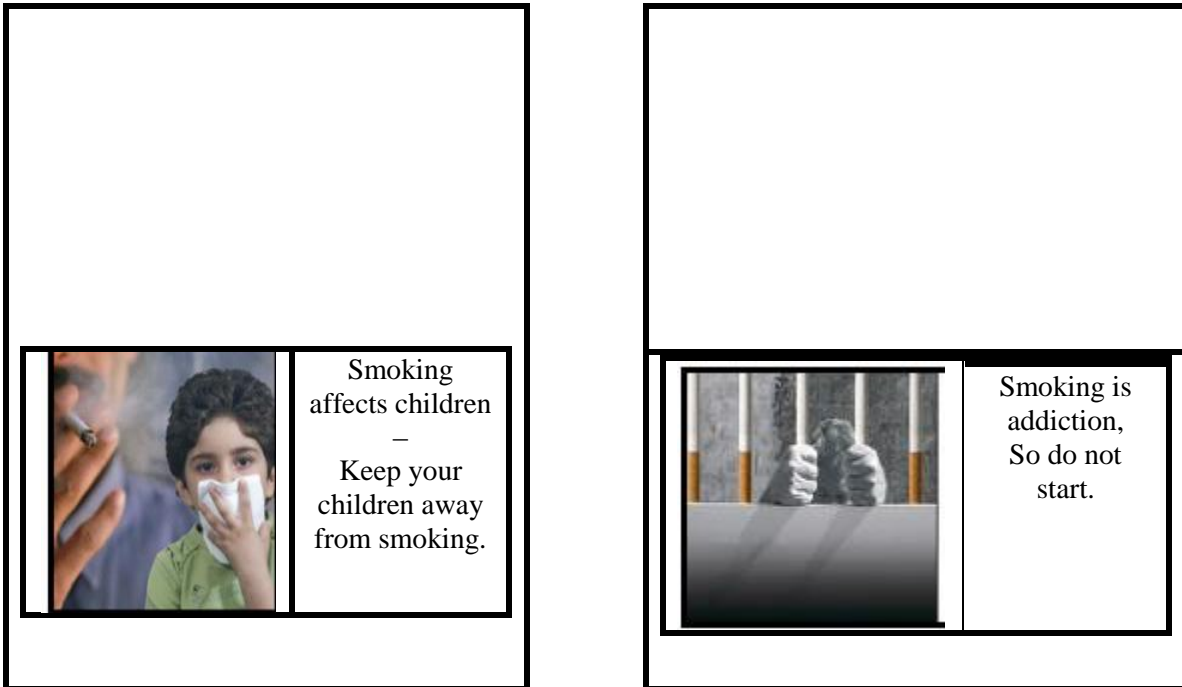 Smoking
affects children
–
Keep your
children away
from smoking.
Smoking is
addiction,
So do not
start.